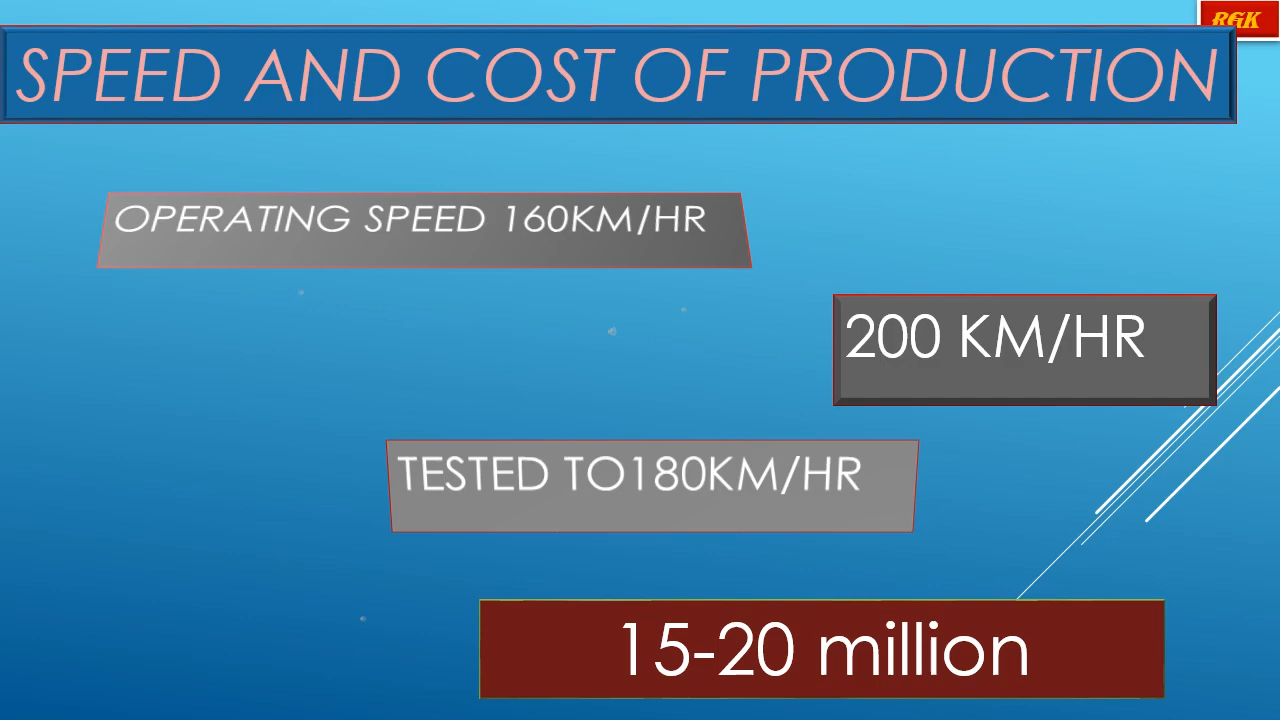 RGK
SPEED AND COST OF PRODUCTION
OPERATING SPEED 160KM/HR
200 KM/HR
TESTED TO180KM/HR
15-20 million